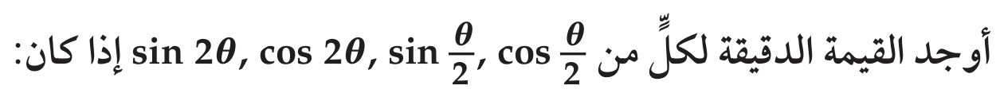 أوجد القيمة الدقيقة لكلٍّ من sin 2θ, cos 2θ, sin θ/2, cos θ/2 إذا كان: